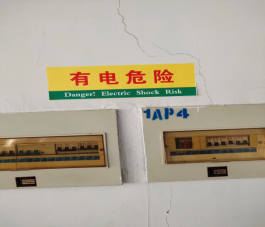 有电危险
Danger! Electric Shock Risk
1AP4